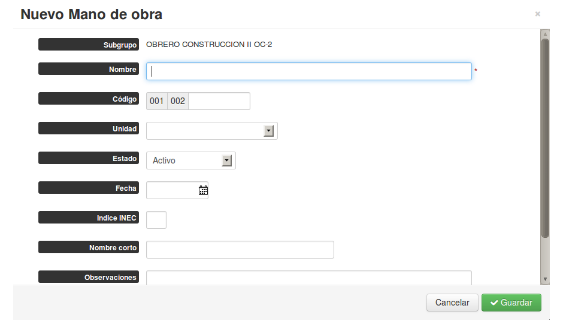 Nuevo Mano de obra ×
Subgrupo OBRERO CONSTRUCCION II OC-2
Nombre *
Código 001 002
Unidad
Estado Activo
Fecha
Indice INEC
Nombre corto
Observaciones
Cancelar Guardar